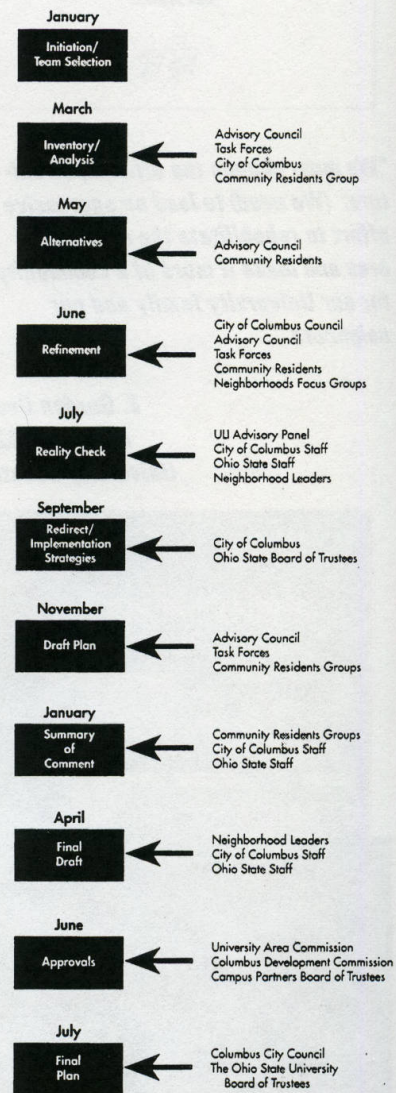 January
Initiation/
Team Selection
March
Inventory/
Analysis
Advisory Council
Task Forces
City of Columbus
Community Residents Group
May
Alternatives
Advisory Council
Community Residents
June
Refinement
City of Columbus Council
Advisory Council
Task Forces
Community Residents
Neighborhoods Focus Groups
July
Reality Check
ULI Advisory Panel
City of Columbus Staff
Ohio State Staff
Neighborhood Leaders
September
Redirect/
Implementation
Strategies
City of Columbus
Ohio State Board of Trustees
November
Draft Plan
Advisory Council
Task Forces
Community Residents Groups
January
Summary
of
Comment
Community Residents Groups
City of Columbus Staff
Ohio State Staff
April
Final
Draft
Neighborhood Leaders
City of Columbus Staff
Ohio State Staff
June
Approvals
University Area Commission
Columbus Development Commission
Campus Partners Board of Trustees
July
Final
Plan
Columbus City Council
The Ohio State University
Board of Trustees